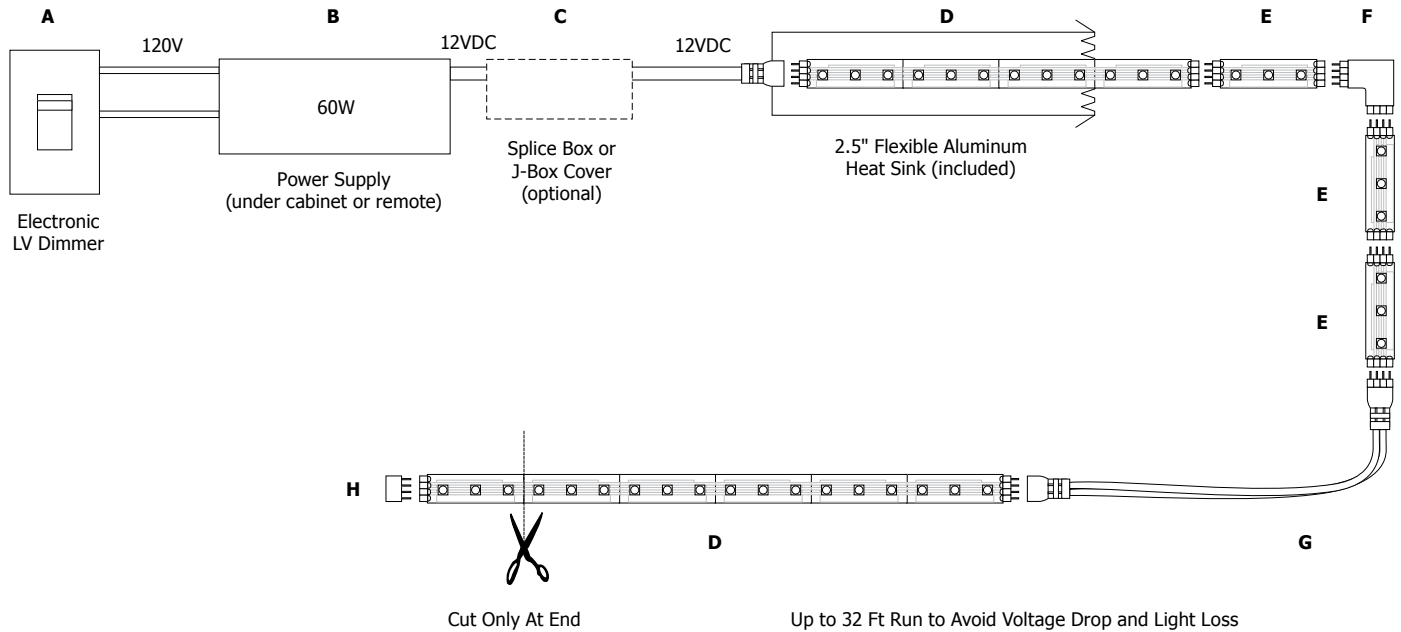 A
B
C
D
E
F
120V
12VDC
12VDC
60W
Splice Box or
J-Box Cover
(optional)
2.5" Flexible Aluminum
Heat Sink (included)
Power Supply
(under cabinet or remote)
Electronic
LV Dimmer
E
E
H
D
G
Cut Only At End
Up to 32 Ft Run to Avoid Voltage Drop and Light Loss